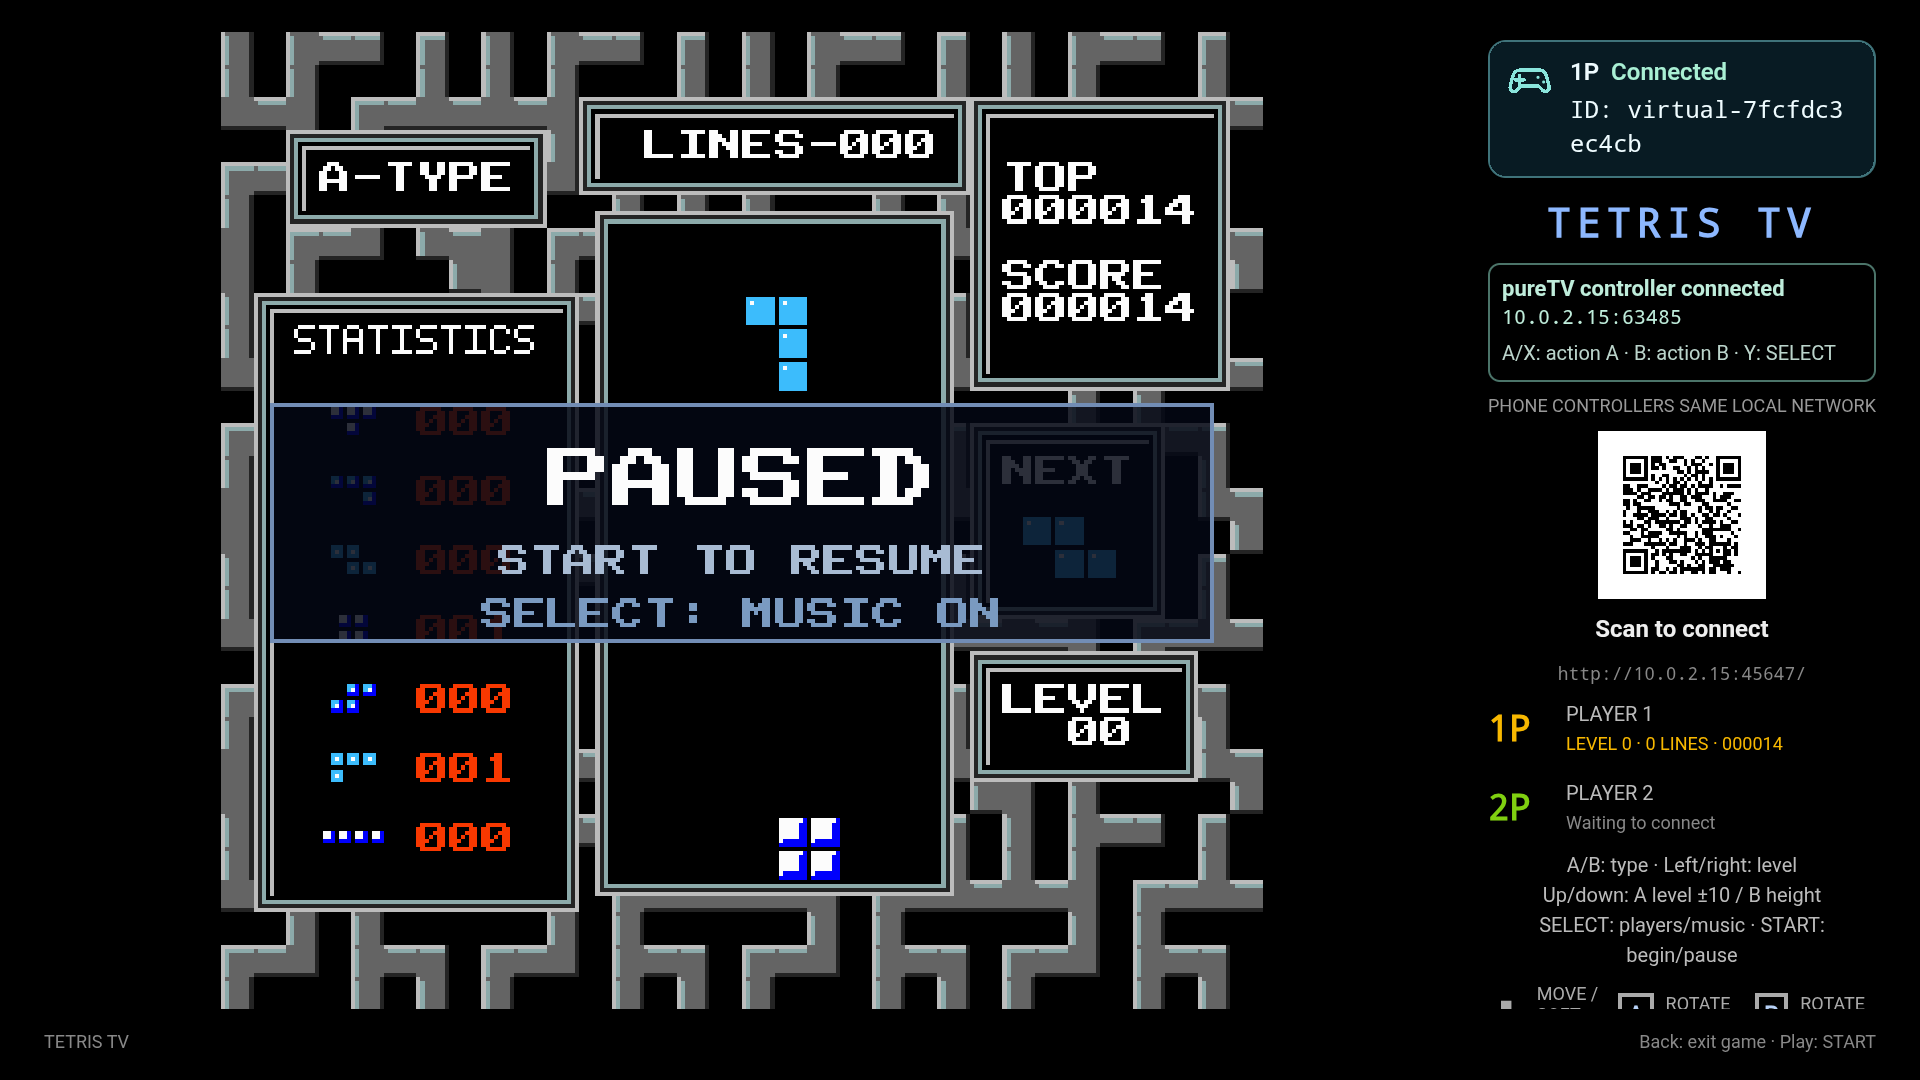 A-TYPE
LINES-000
TOP
000014
SCORE
000014
STATISTICS
000
000
000
001
000
001
000
PAUSED
START TO RESUME
SELECT: MUSIC ON
NEXT
LEVEL
00
1P Connected
ID: virtual-7fcfdc3
ec4cb
TETRIS TV
pureTV controller connected
10.0.2.15:63485
A/X: action A · B: action B · Y: SELECT
PHONE CONTROLLERS SAME LOCAL NETWORK
Scan to connect
http://10.0.2.15:45647/
1P
PLAYER 1
LEVEL 0 · 0 LINES · 000014
2P
PLAYER 2
Waiting to connect
A/B: type · Left/right: level
Up/down: A level ±10 / B height
SELECT: players/music · START:
begin/pause
MOVE /
ROTATE
ROTATE
TETRIS TV
Back: exit game · Play: START